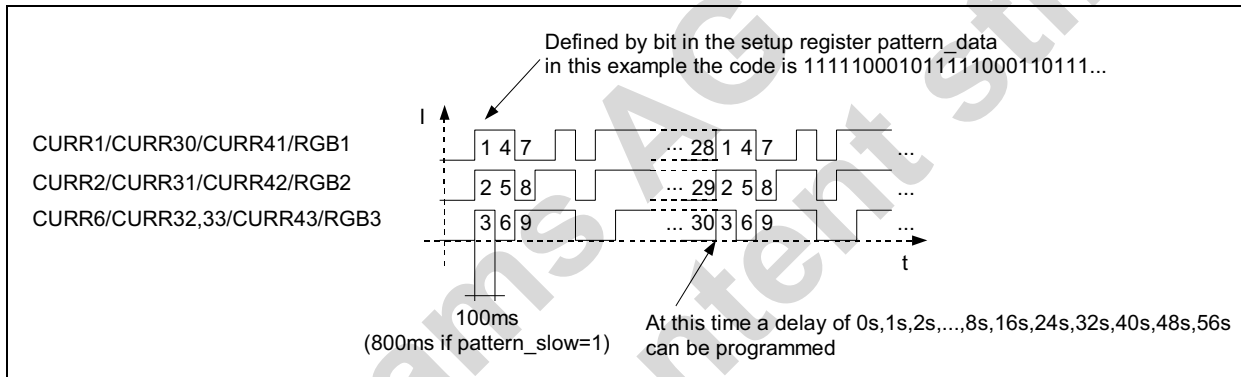 Defined by bit in the setup register pattern_data
in this example the code is 111110001011111000110111...
I
CURR1/CURR30/CURR41/RGB1
1 4 7 ... 28 1 4 7 ...
CURR2/CURR31/CURR42/RGB2
2 5 8 ... 29 2 5 8 ...
CURR6/CURR32,33/CURR43/RGB3
3 6 9 ... 30 3 6 9 ...
t
100ms
(800ms if pattern_slow=1)
At this time a delay of 0s,1s,2s,...,8s,16s,24s,32s,40s,48s,56s
can be programmed
ams AG